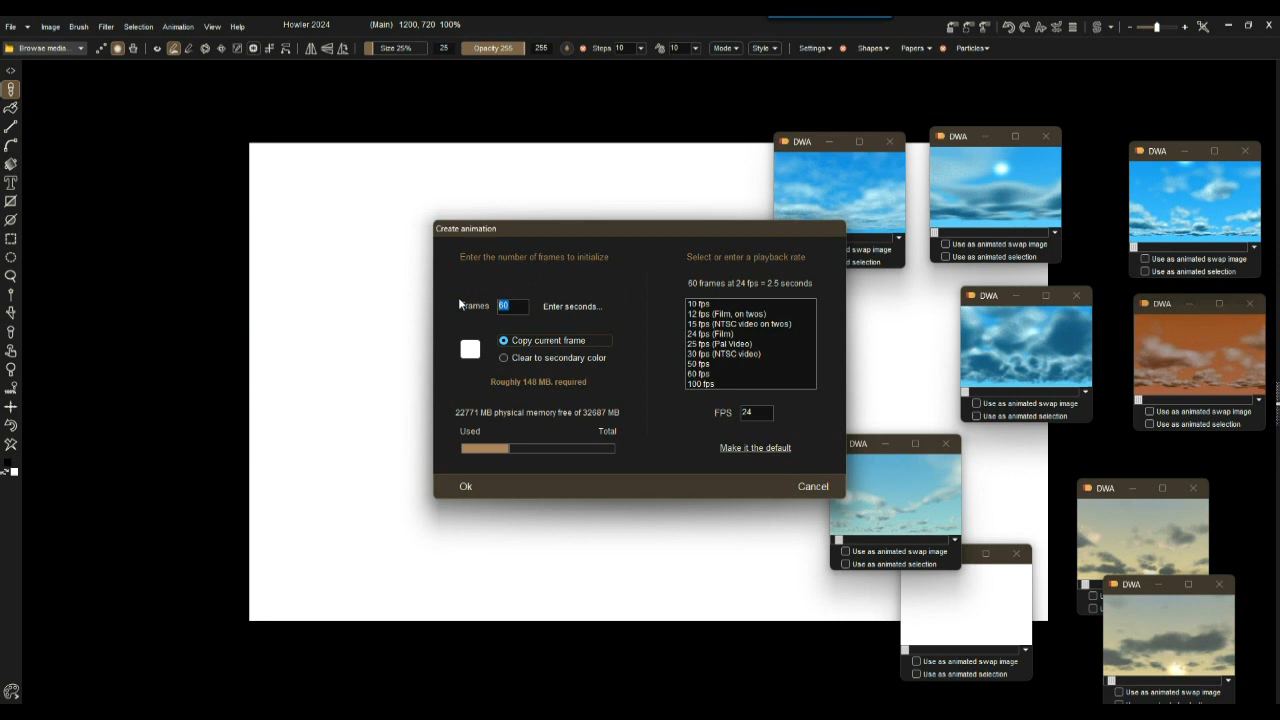 File Image Brush Filter Selection Animation View Help Howler 2024 (Main) 1200, 720 100%
Browse media... Size 25% 25 Opacity 255 255 Steps 10 10 Mode Style Settings Shapes Papers Particles
Create animation
Enter the number of frames to initialize
Frames 60 Enter seconds...
Copy current frame
Clear to secondary color
Roughly 148 MB. required
22771 MB physical memory free of 32687 MB
Used Total
Select or enter a playback rate
60 frames at 24 fps = 2.5 seconds
10 fps
12 fps (Film, on twos)
15 fps (NTSC video on twos)
24 fps (Film)
25 fps (Pal Video)
30 fps (NTSC video)
50 fps
60 fps
100 fps
FPS 24
Make it the default
Ok Cancel
DWA
swap image
selection
DWA
Use as animated swap image
Use as animated selection
DWA
Use as animated swap image
Use as animated selection
DWA
Use as animated swap image
Use as animated selection
DWA
Use as animated swap image
Use as animated selection
DWA
Use as animated swap image
Use as animated selection
Use as animated swap image
Use as animated selection
DWA
DWA
Use as animated swap image
100%